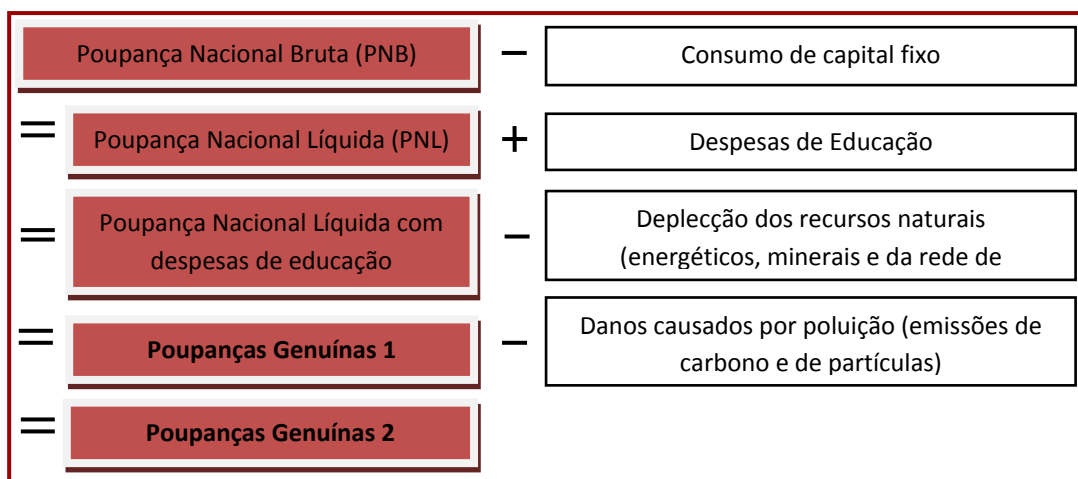 Poupança Nacional Bruta (PNB)
−
Consumo de capital fixo
=
Poupança Nacional Líquida (PNL)
+
Despesas de Educação
=
Poupança Nacional Líquida com
despesas de educação
−
Deplecção dos recursos naturais
(energéticos, minerais e da rede de
=
Poupanças Genuínas 1
−
Danos causados por poluição (emissões de
carbono e de partículas)
=
Poupanças Genuínas 2